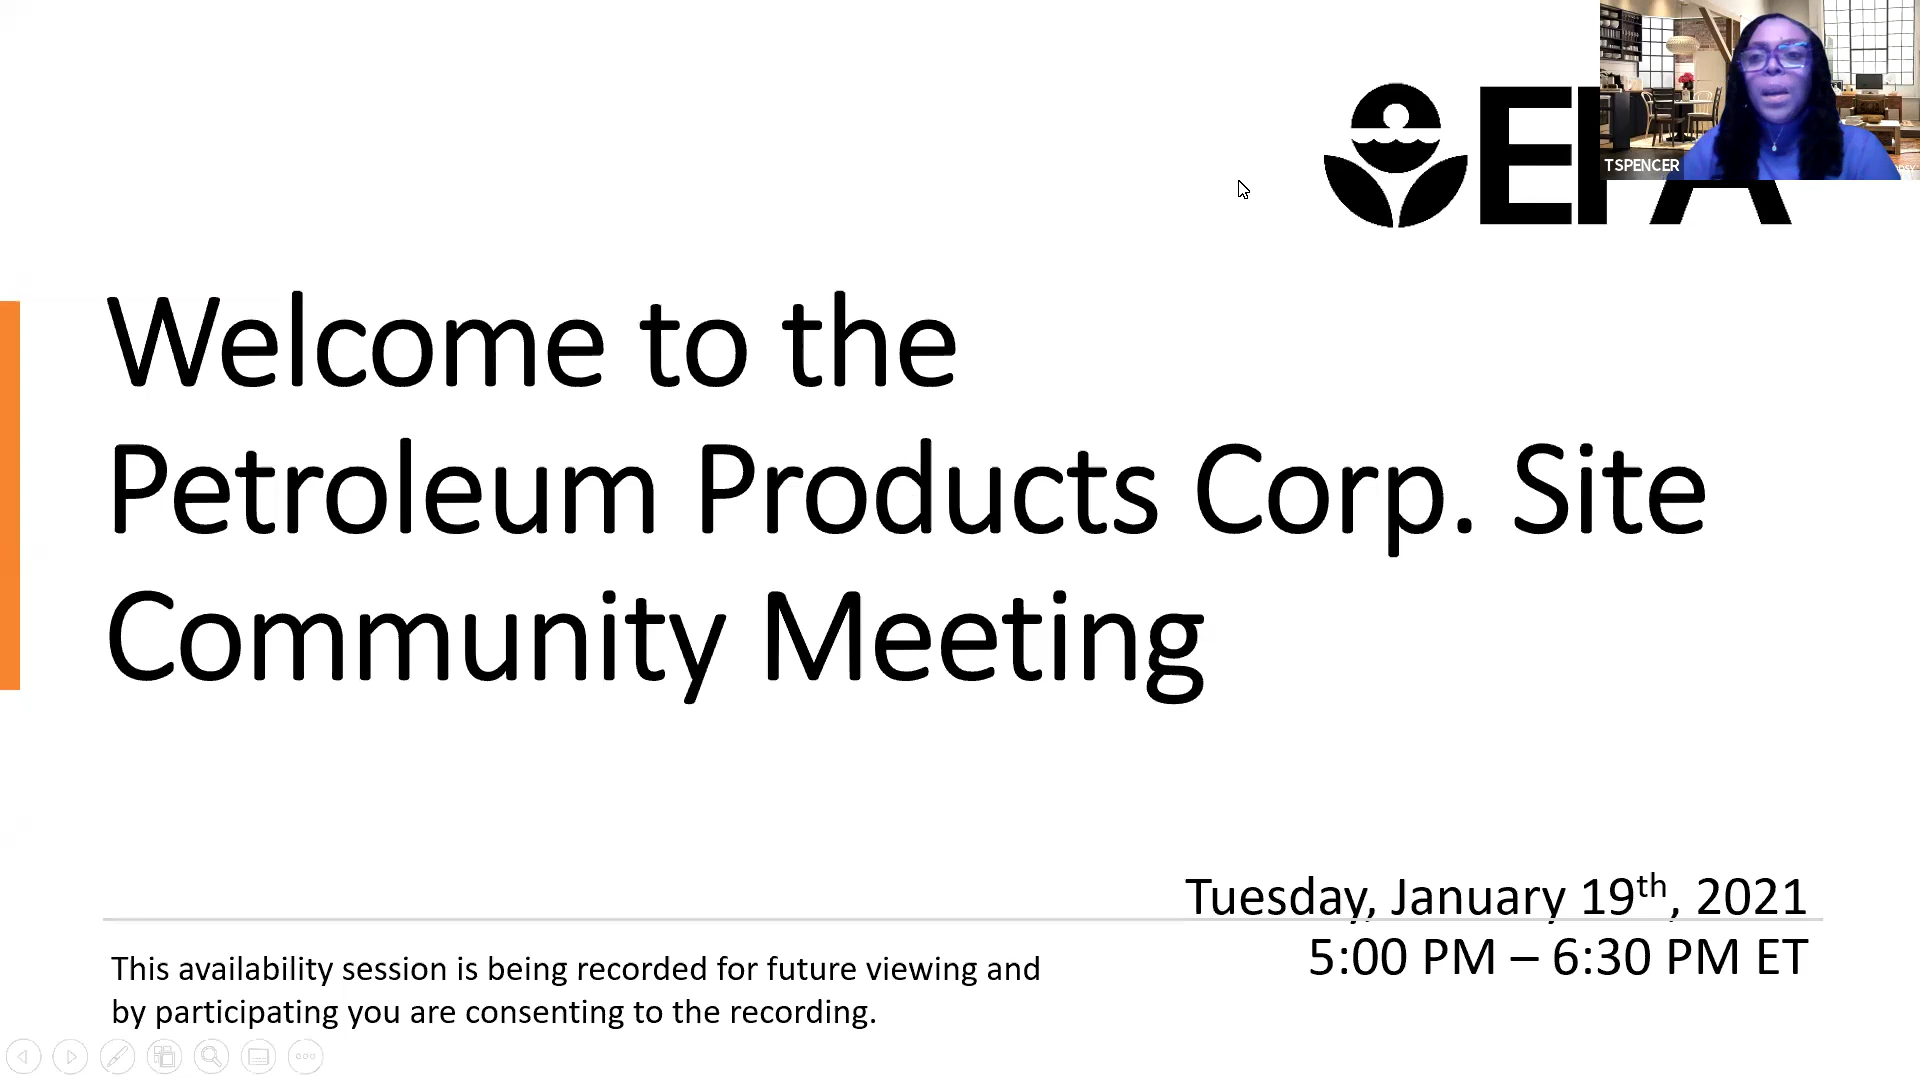 EPA
TSPENCER
Welcome to the
Petroleum Products Corp. Site
Community Meeting
Tuesday, January 19th, 2021
5:00 PM – 6:30 PM ET
This availability session is being recorded for future viewing and
by participating you are consenting to the recording.